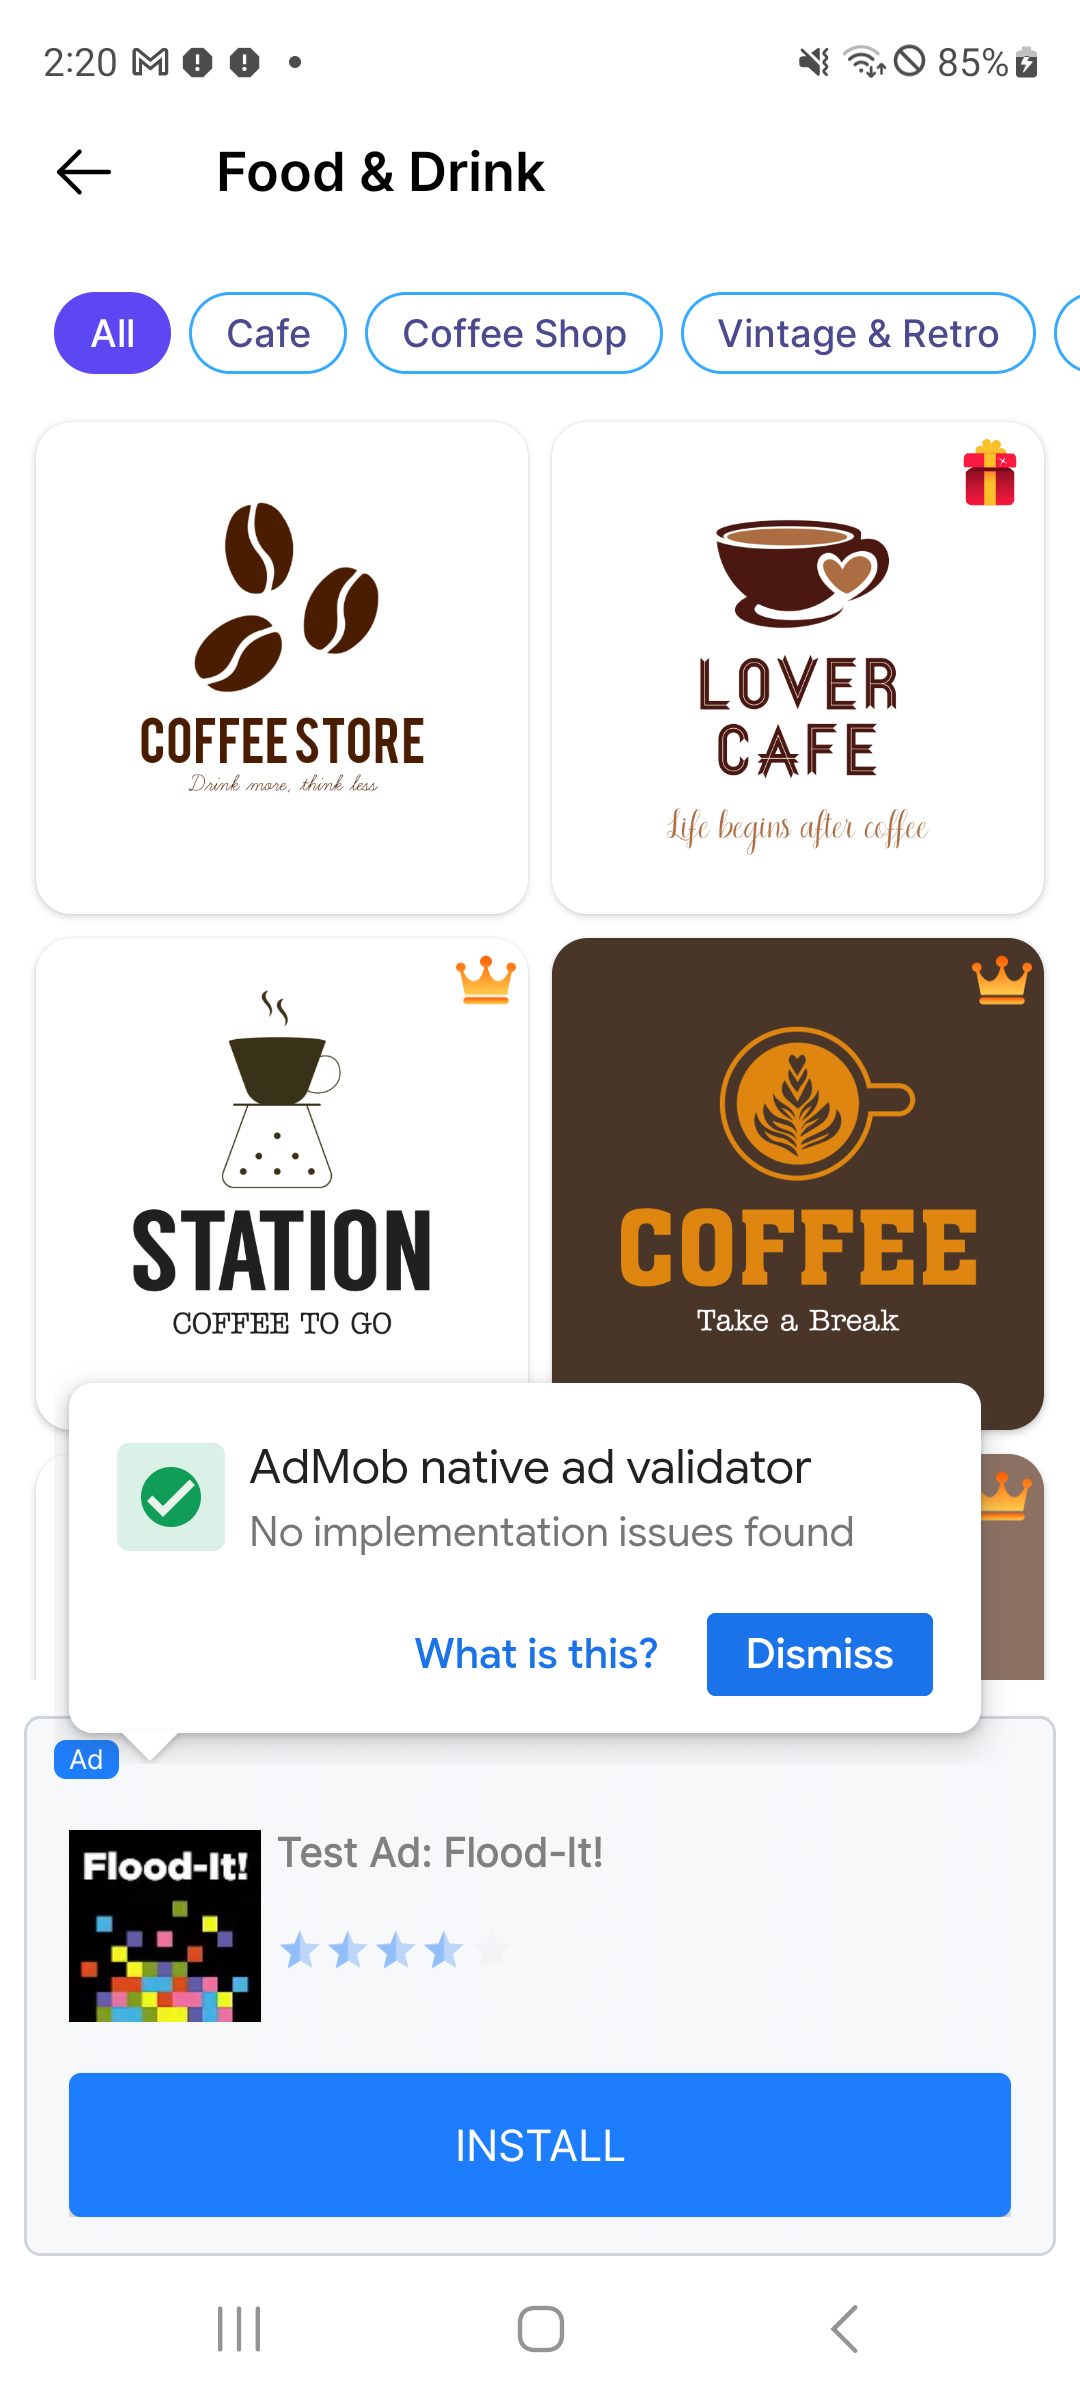 2:20
85%
Food & Drink
All
Cafe
Coffee Shop
Vintage & Retro
COFFEE STORE
Drink more, think less
LOVER
CAFE
Life begins after coffee
STATION
COFFEE TO GO
COFFEE
Take a Break
AdMob native ad validator
No implementation issues found
What is this?
Dismiss
Ad
Flood-It!
Test Ad: Flood-It!
INSTALL